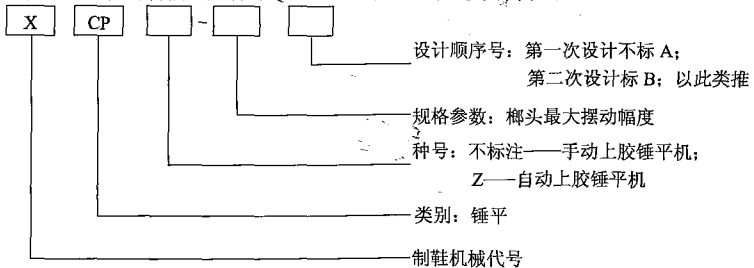 X CP -
设计顺序号：第一次设计不标 A；
第二次设计标 B；以此类推
规格参数：榔头最大摆动幅度
种号：不标注——手动上胶锤平机；
Z——自动上胶锤平机
类别：锤平
制鞋机械代号